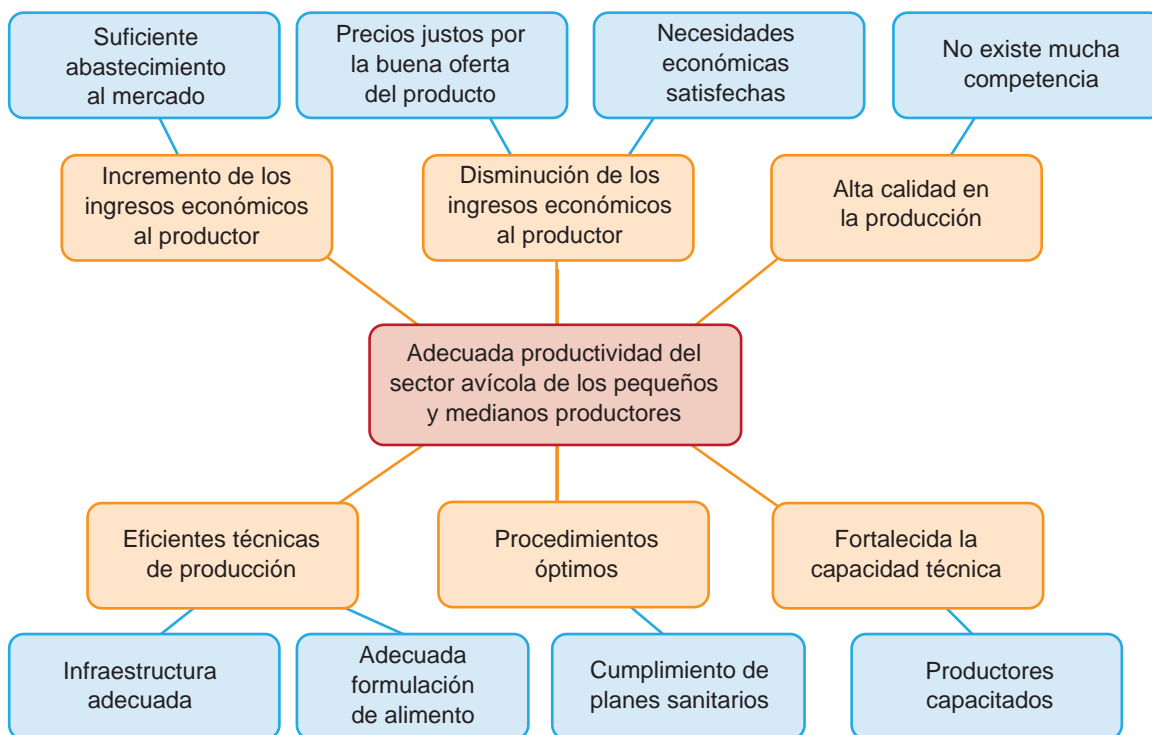 Suficiente
abastecimiento
al mercado
Precios justos por
la buena oferta
del producto
Necesidades
económicas
satisfechas
No existe mucha
competencia
Incremento de los
ingresos económicos
al productor
Disminución de los
ingresos económicos
al productor
Alta calidad en
la producción
Adecuada productividad del
sector avícola de los pequeños
y medianos productores
Eficientes técnicas
de producción
Procedimientos
óptimos
Fortalecida la
capacidad técnica
Infraestructura
adecuada
Adecuada
formulación
de alimento
Cumplimiento de
planes sanitarios
Productores
capacitados